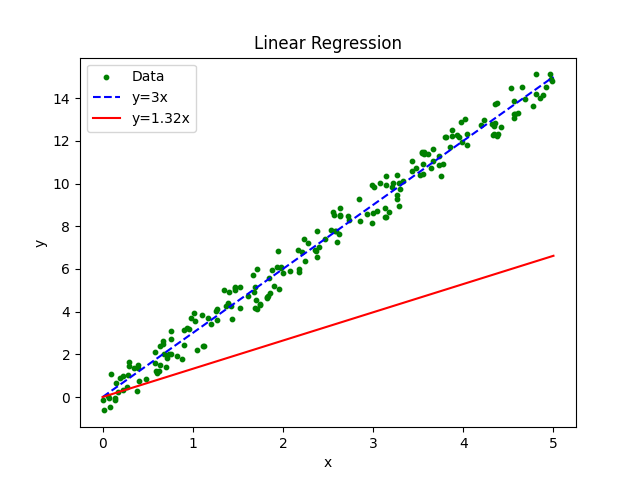 Linear Regression
Data
y=3x
y=1.32x
14
12
10
8
6
4
2
0
y
0 1 2 3 4 5
x